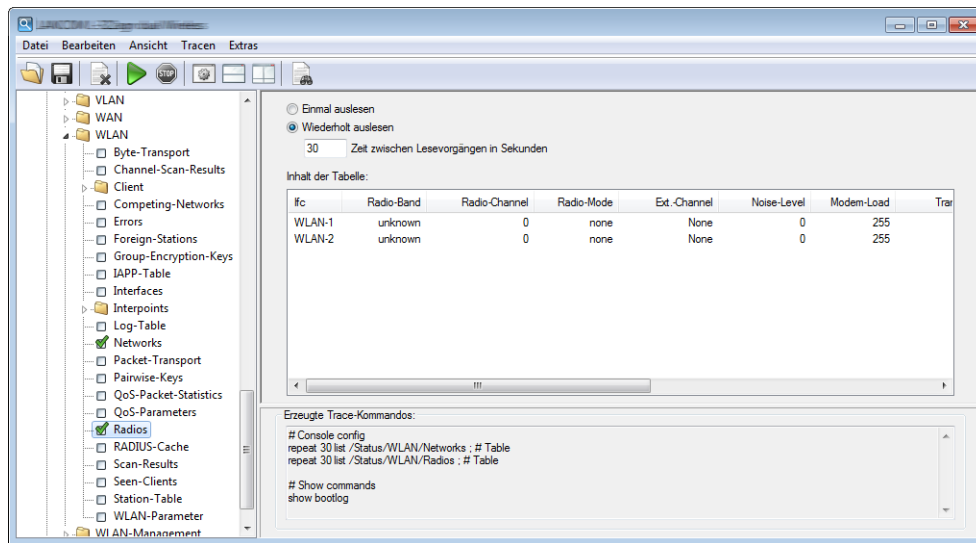 Datei Bearbeiten Ansicht Tracen Extras
STOP
VLAN
WAN
WLAN
Byte-Transport
Channel-Scan-Results
Client
Competing-Networks
Errors
Foreign-Stations
Group-Encryption-Keys
IAPP-Table
Interfaces
Interpoints
Log-Table
Networks
Packet-Transport
Pairwise-Keys
QoS-Packet-Statistics
QoS-Parameters
Radios
RADIUS-Cache
Scan-Results
Seen-Clients
Station-Table
WLAN-Parameter
WLAN-Management
Einmal auslesen
Wiederholt auslesen
30 Zeit zwischen Lesevorgängen in Sekunden
Inhalt der Tabelle:
Ifc Radio-Band Radio-Channel Radio-Mode Ext.-Channel Noise-Level Modem-Load Tran
WLAN-1 unknown 0 none None 0 255
WLAN-2 unknown 0 none None 0 255
Erzeugte Trace-Kommandos:
# Console config
repeat 30 list /Status/WLAN/Networks ; # Table
repeat 30 list /Status/WLAN/Radios ; # Table
# Show commands
show bootlog